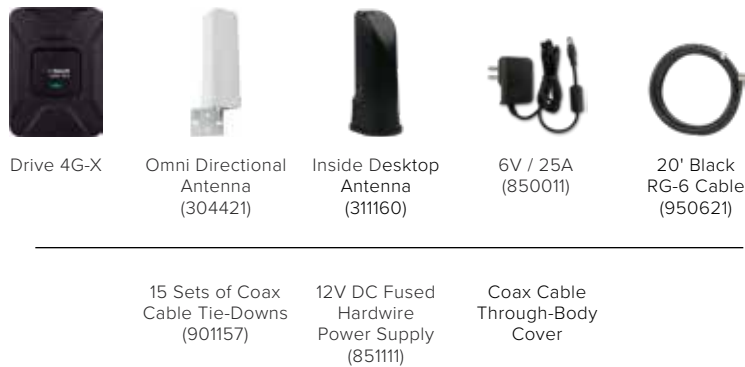 Drive 4G-X
Omni Directional
Antenna
(304421)
Inside Desktop
Antenna
(311160)
6V / 25A
(850011)
20' Black
RG-6 Cable
(950621)
15 Sets of Coax
Cable Tie-Downs
(901157)
12V DC Fused
Hardwire
Power Supply
(851111)
Coax Cable
Through-Body
Cover